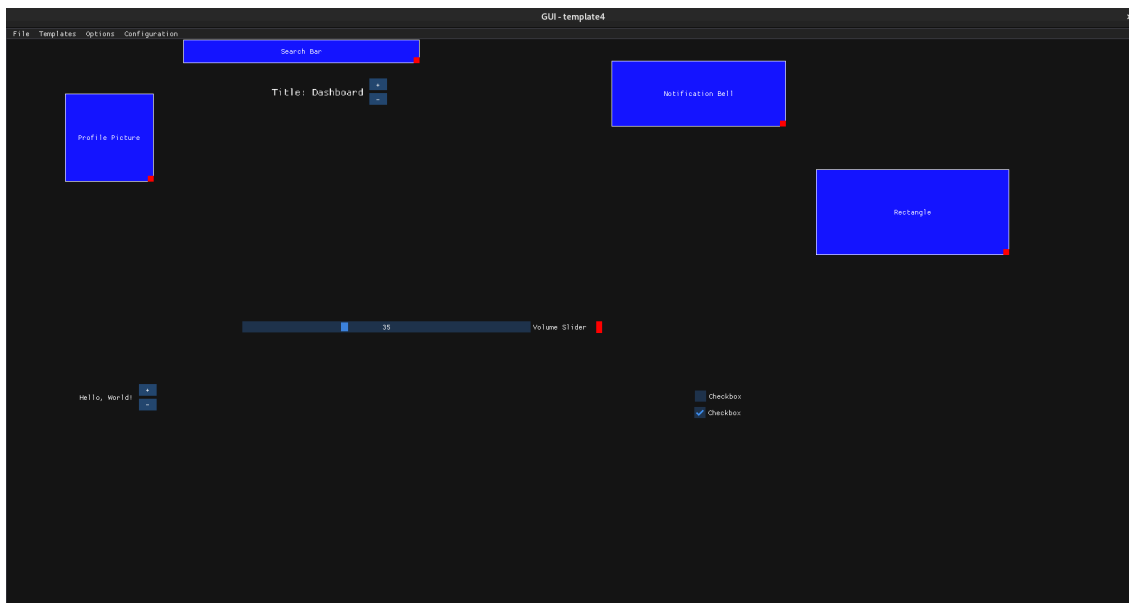 GUI - template4
File Templates Options Configuration
Search Bar
Title: Dashboard
+
-
Notification Bell
Profile Picture
Rectangle
35
Volume Slider
Hello, World!
+
-
Checkbox
Checkbox